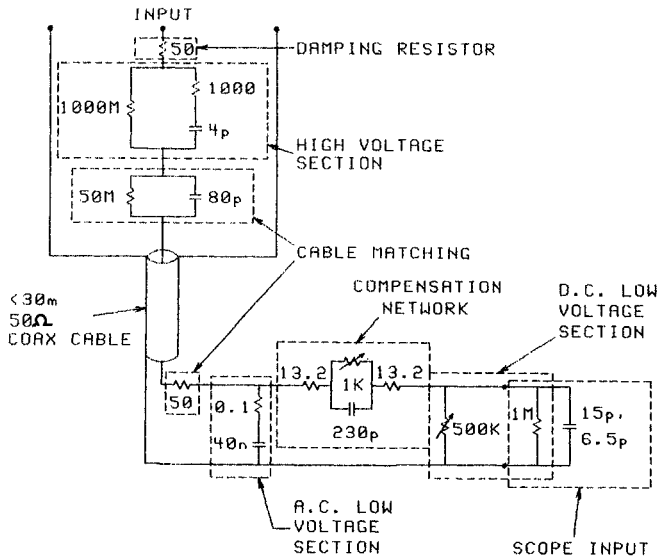 INPUT
50
DAMPING RESISTOR
1000M
1000
4p
HIGH VOLTAGE
SECTION
50M
80p
CABLE MATCHING
<30m
50Ω
COAX CABLE
COMPENSATION
NETWORK
D.C. LOW
VOLTAGE
SECTION
50
0.1
40n
13.2
1K
13.2
230p
500K
1M
15p,
6.5p
A.C. LOW
VOLTAGE
SECTION
SCOPE INPUT